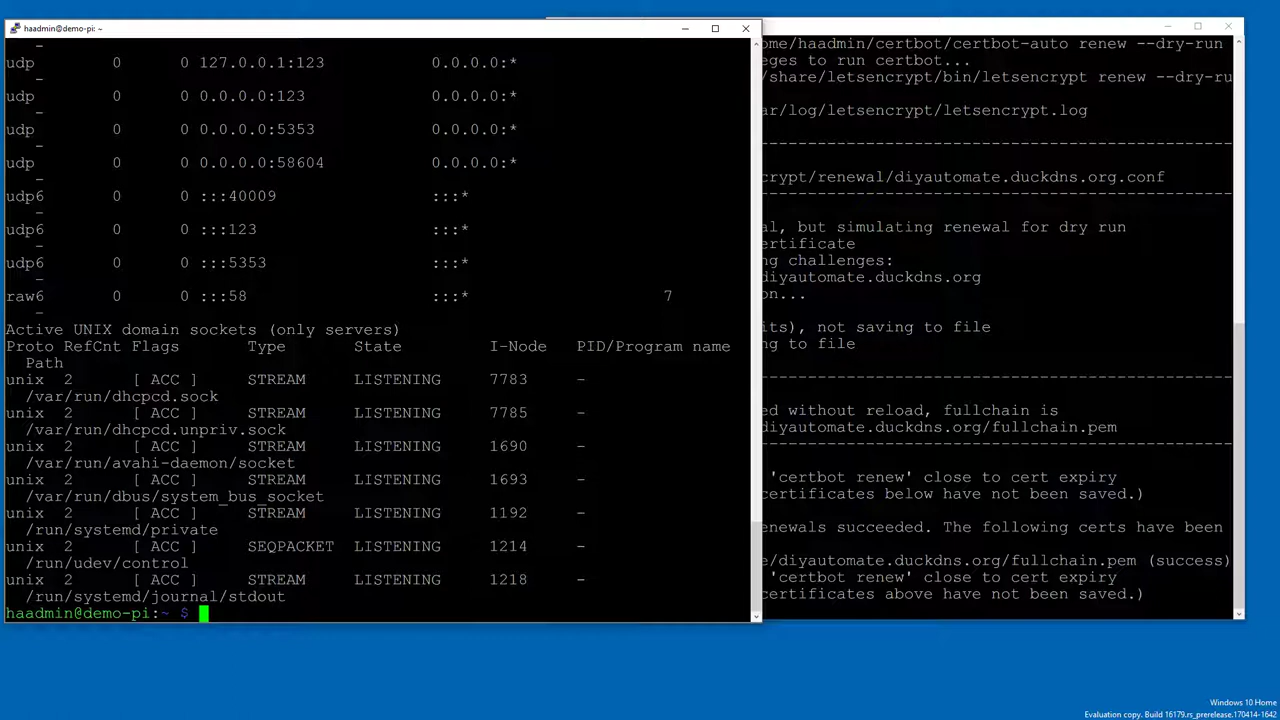 haadmin@demo-pi: ~
-
udp 0 0 127.0.0.1:123 0.0.0.0:*
-
udp 0 0 0.0.0.0:123 0.0.0.0:*
-
udp 0 0 0.0.0.0:5353 0.0.0.0:*
-
udp 0 0 0.0.0.0:58604 0.0.0.0:*
-
udp6 0 0 :::40009 :::*
-
udp6 0 0 :::123 :::*
-
udp6 0 0 :::5353 :::*
-
raw6 0 0 :::58 :::* 7
-
Active UNIX domain sockets (only servers)
Proto RefCnt Flags Type State I-Node PID/Program name
Path
unix 2 [ ACC ] STREAM LISTENING 7783 -
/var/run/dhcpcd.sock
unix 2 [ ACC ] STREAM LISTENING 7785 -
/var/run/dhcpcd.unpriv.sock
unix 2 [ ACC ] STREAM LISTENING 1690 -
/var/run/avahi-daemon/socket
unix 2 [ ACC ] STREAM LISTENING 1693 -
/var/run/dbus/system_bus_socket
unix 2 [ ACC ] STREAM LISTENING 1192 -
/run/systemd/private
unix 2 [ ACC ] SEQPACKET LISTENING 1214 -
/run/udev/control
unix 2 [ ACC ] STREAM LISTENING 1218 -
/run/systemd/journal/stdout
haadmin@demo-pi:~ $
ome/haadmin/certbot/certbot-auto renew --dry-run
eges to run certbot...
/share/letsencrypt/bin/letsencrypt renew --dry-ru
ar/log/letsencrypt/letsencrypt.log
-------------------------------------------------
crypt/renewal/diyautomate.duckdns.org.conf
-------------------------------------------------
al, but simulating renewal for dry run
ertificate
ng challenges:
diyautomate.duckdns.org
on...
its), not saving to file
ng to file
-------------------------------------------------
ed without reload, fullchain is
diyautomate.duckdns.org/fullchain.pem
-------------------------------------------------
'certbot renew' close to cert expiry
certificates below have not been saved.)
enewals succeeded. The following certs have been
e/diyautomate.duckdns.org/fullchain.pem (success)
'certbot renew' close to cert expiry
certificates above have not been saved.)
Windows 10 Home
Evaluation copy. Build 16179.rs_prerelease.170414-1642